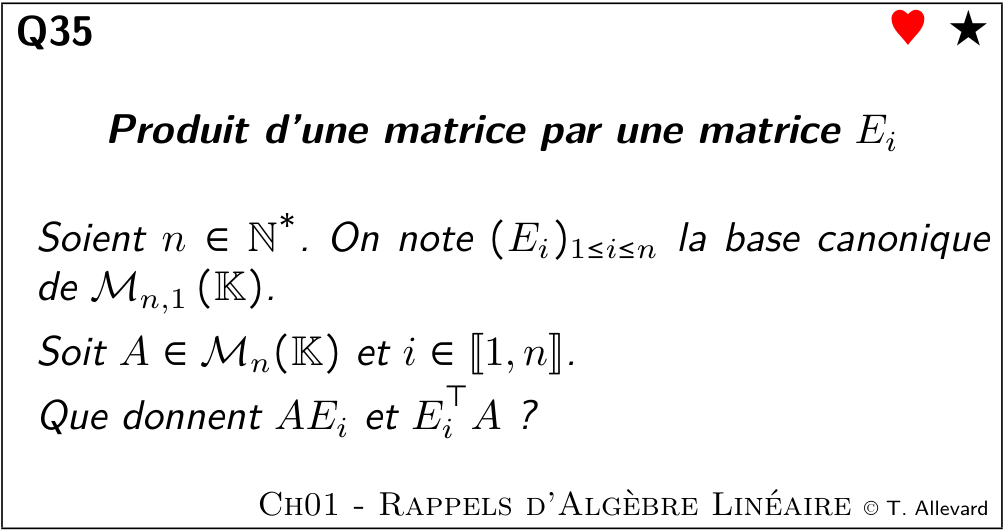 Q35 ♥ ★
Produit d'une matrice par une matrice $E_i$
Soient $n \in \mathbb{N}^*$. On note $(E_i)_{1 \leq i \leq n}$ la base canonique
de $\mathcal{M}_{n,1}(\mathbb{K})$.
Soit $A \in \mathcal{M}_n(\mathbb{K})$ et $i \in ⟦1, n⟧$.
Que donnent $AE_i$ et $E_i^\top A$ ?
Ch01 - Rappels d'Algèbre Linéaire © T. Allevard